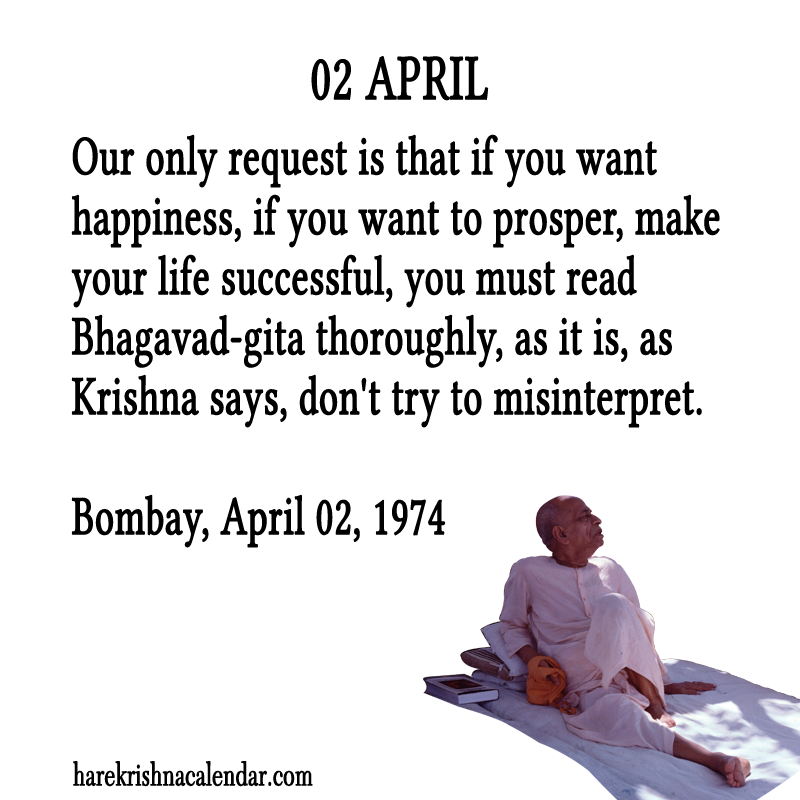 02 APRIL
Our only request is that if you want
happiness, if you want to prosper, make
your life successful, you must read
Bhagavad-gita thoroughly, as it is, as
Krishna says, don't try to misinterpret.
Bombay, April 02, 1974
harekrishnacalendar.com